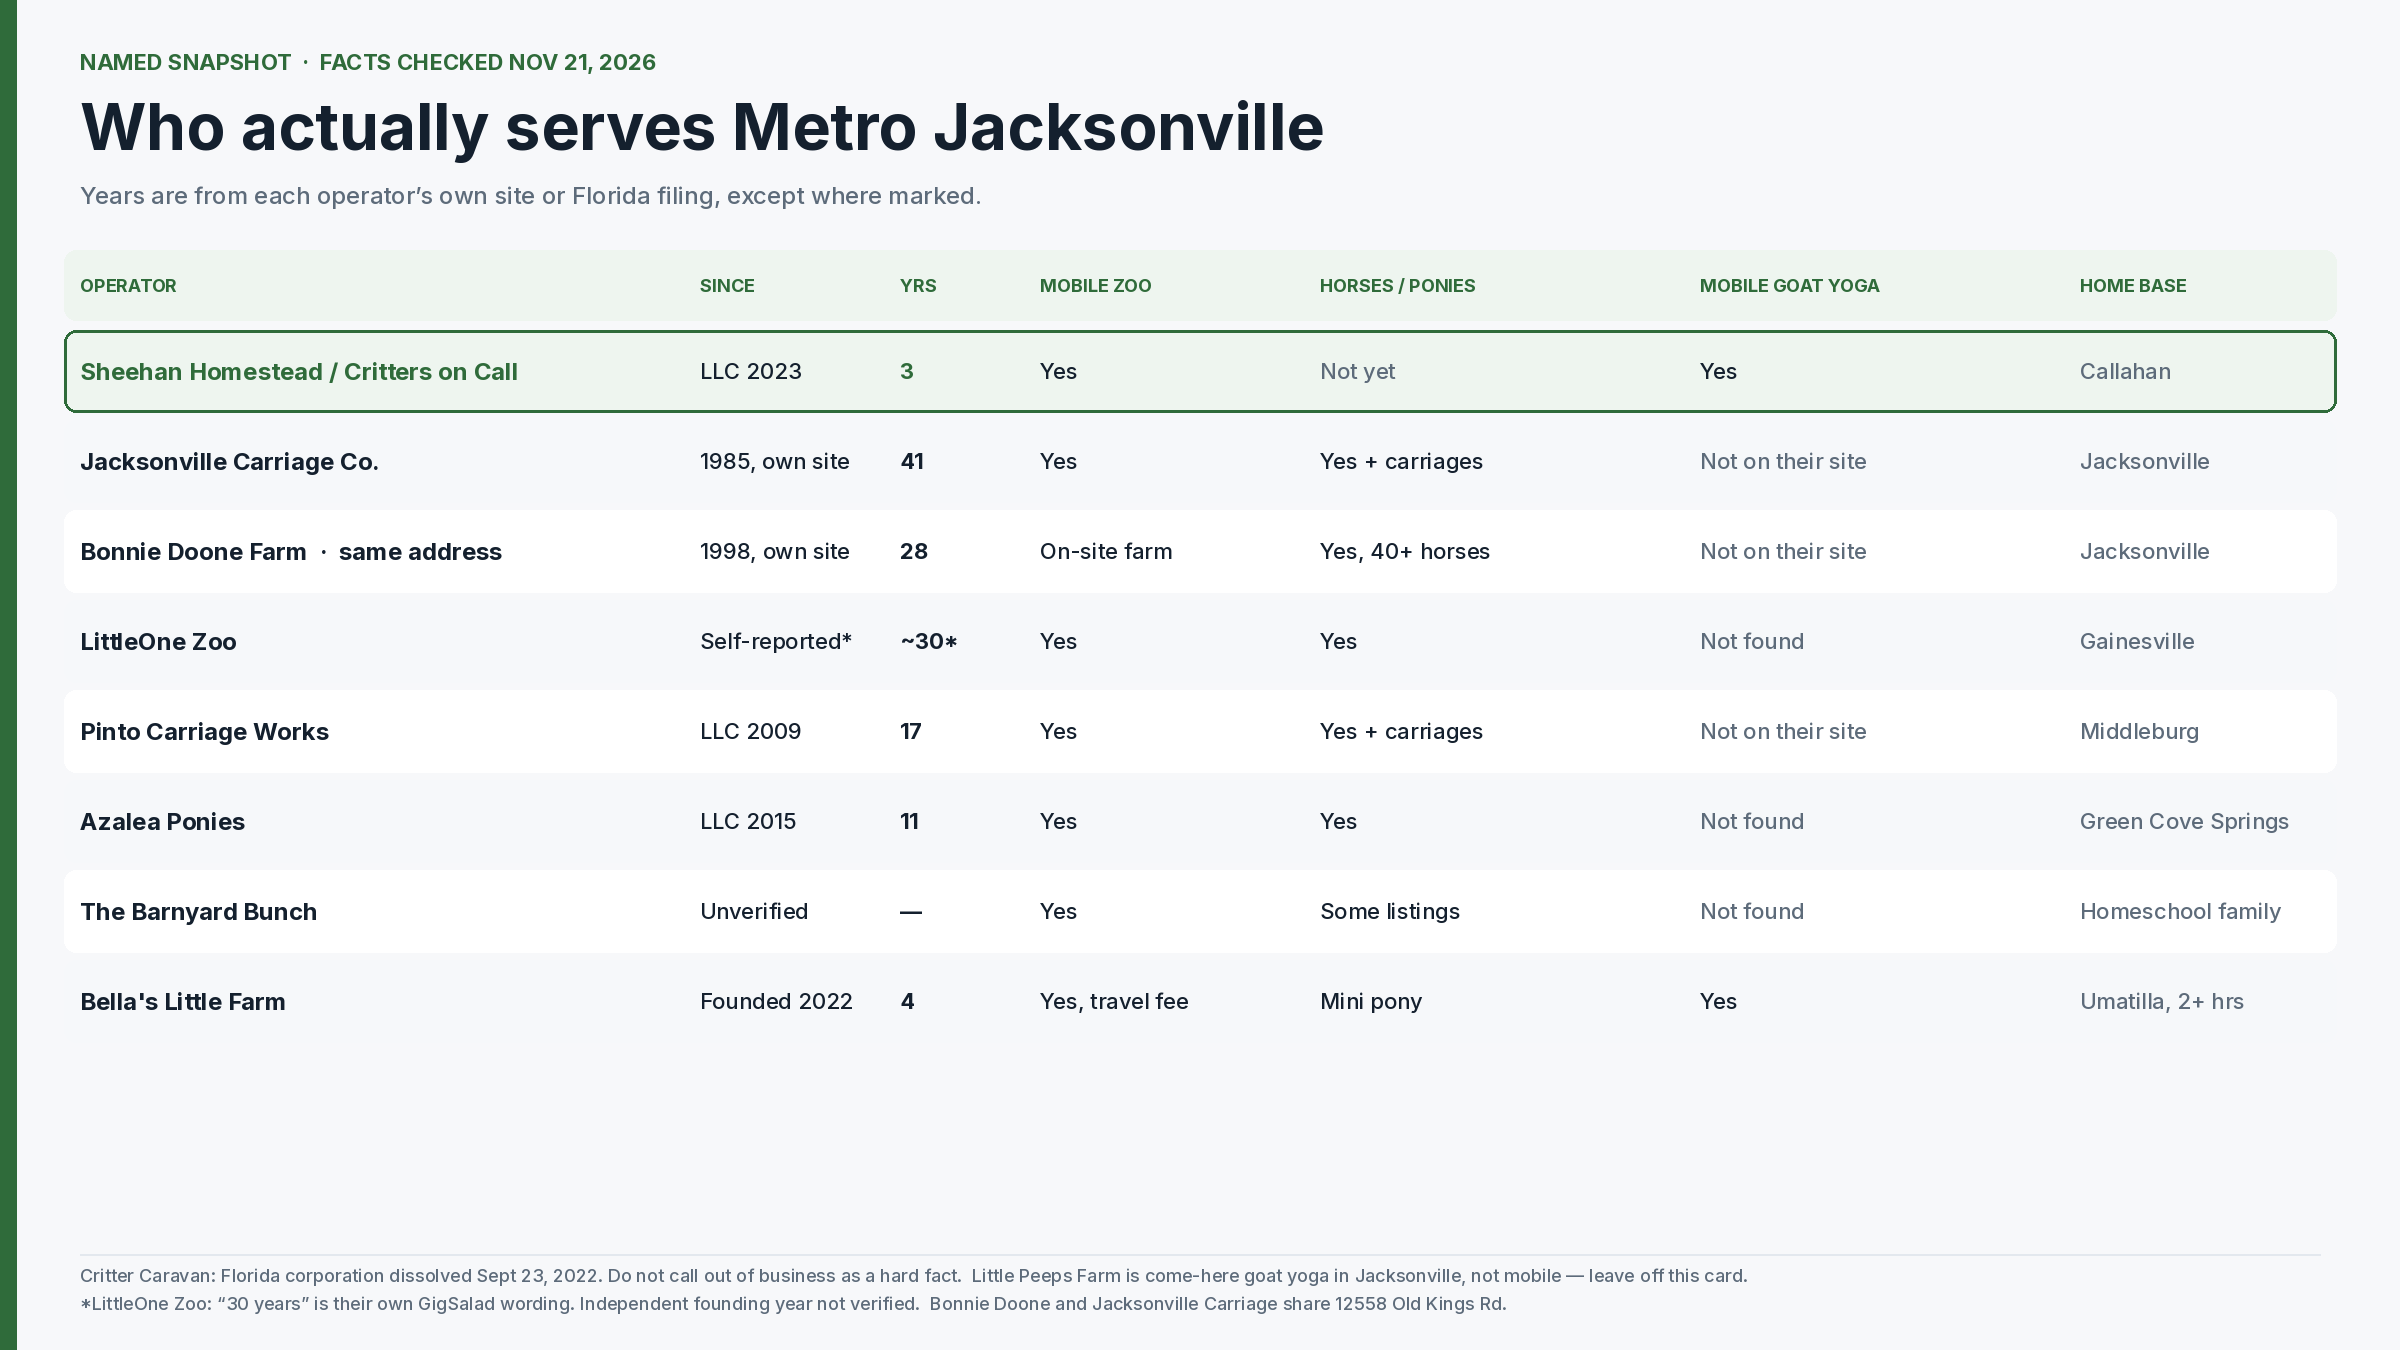 NAMED SNAPSHOT · FACTS CHECKED NOV 21, 2026
Who actually serves Metro Jacksonville
Years are from each operator’s own site or Florida filing, except where marked.
OPERATOR SINCE YRS MOBILE ZOO HORSES / PONIES MOBILE GOAT YOGA HOME BASE
Sheehan Homestead / Critters on Call LLC 2023 3 Yes Not yet Yes Callahan
Jacksonville Carriage Co. 1985, own site 41 Yes Yes + carriages Not on their site Jacksonville
Bonnie Doone Farm · same address 1998, own site 28 On-site farm Yes, 40+ horses Not on their site Jacksonville
LittleOne Zoo Self-reported* ~30* Yes Yes Not found Gainesville
Pinto Carriage Works LLC 2009 17 Yes Yes + carriages Not on their site Middleburg
Azalea Ponies LLC 2015 11 Yes Yes Not found Green Cove Springs
The Barnyard Bunch Unverified — Yes Some listings Not found Homeschool family
Bella's Little Farm Founded 2022 4 Yes, travel fee Mini pony Yes Umatilla, 2+ hrs
Critter Caravan: Florida corporation dissolved Sept 23, 2022. Do not call out of business as a hard fact. Little Peeps Farm is come-here goat yoga in Jacksonville, not mobile — leave off this card.
*LittleOne Zoo: “30 years” is their own GigSalad wording. Independent founding year not verified. Bonnie Doone and Jacksonville Carriage share 12558 Old Kings Rd.